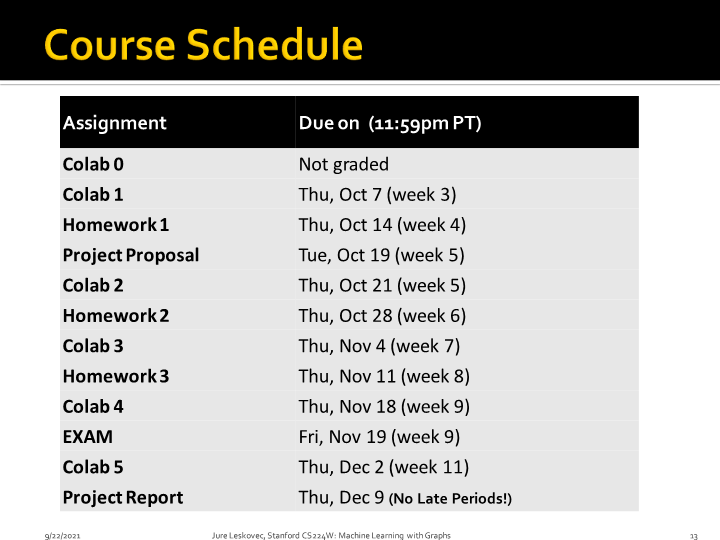 Course Schedule
Assignment Due on (11:59pm PT)
Colab 0 Not graded
Colab 1 Thu, Oct 7 (week 3)
Homework 1 Thu, Oct 14 (week 4)
Project Proposal Tue, Oct 19 (week 5)
Colab 2 Thu, Oct 21 (week 5)
Homework 2 Thu, Oct 28 (week 6)
Colab 3 Thu, Nov 4 (week 7)
Homework 3 Thu, Nov 11 (week 8)
Colab 4 Thu, Nov 18 (week 9)
EXAM Fri, Nov 19 (week 9)
Colab 5 Thu, Dec 2 (week 11)
Project Report Thu, Dec 9 (No Late Periods!)
9/22/2021 Jure Leskovec, Stanford CS224W: Machine Learning with Graphs 13